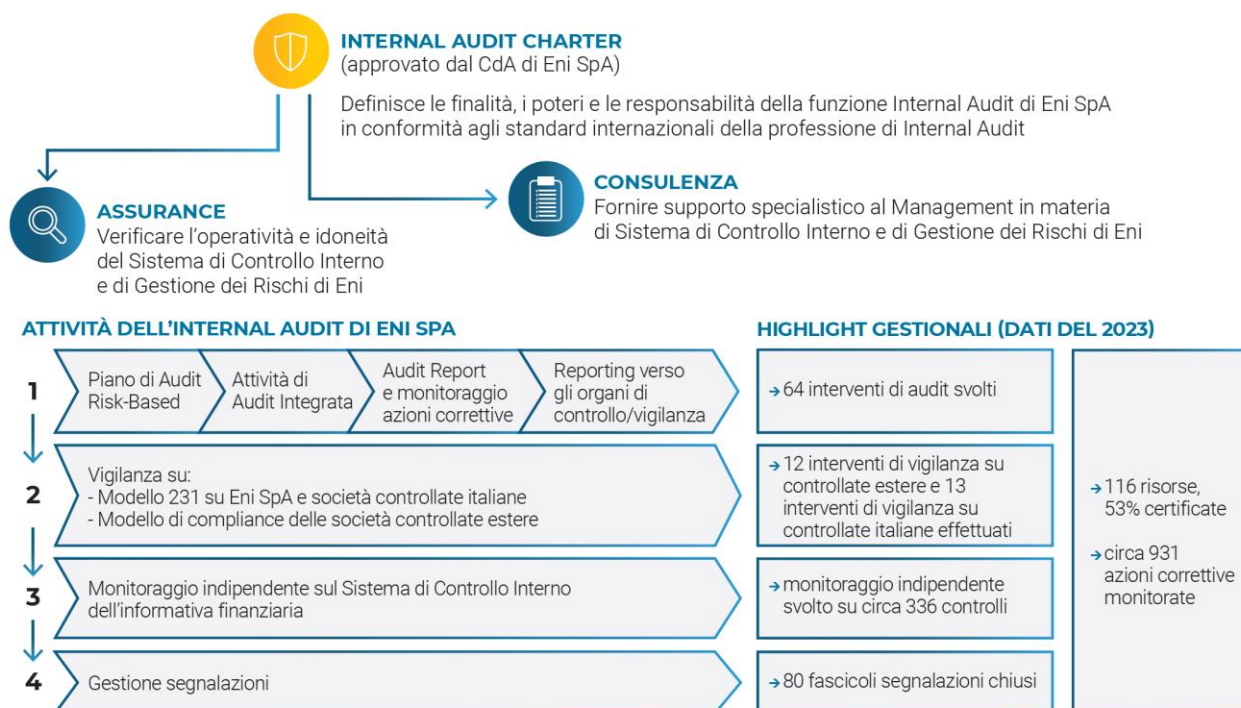 INTERNAL AUDIT CHARTER
(approvato dal CdA di Eni SpA)
Definisce le finalità, i poteri e le responsabilità della funzione Internal Audit di Eni SpA
in conformità agli standard internazionali della professione di Internal Audit
ASSURANCE
Verificare l'operatività e idoneità
del Sistema di Controllo Interno
e di Gestione dei Rischi di Eni
CONSULENZA
Fornire supporto specialistico al Management in materia
di Sistema di Controllo Interno e di Gestione dei Rischi di Eni
ATTIVITÀ DELL'INTERNAL AUDIT DI ENI SPA
1
Piano di Audit
Risk-Based
Attività di
Audit Integrata
Audit Report
e monitoraggio
azioni correttive
Reporting verso
gli organi di
controllo/vigilanza
2
Vigilanza su:
- Modello 231 su Eni SpA e società controllate italiane
- Modello di compliance delle società controllate estere
3
Monitoraggio indipendente sul Sistema di Controllo Interno
dell'informativa finanziaria
4
Gestione segnalazioni
HIGHLIGHT GESTIONALI (DATI DEL 2023)
→ 64 interventi di audit svolti
→ 12 interventi di vigilanza su
controllate estere e 13
interventi di vigilanza su
controllate italiane effettuati
→ monitoraggio indipendente
svolto su circa 336 controlli
→ 80 fascicoli segnalazioni chiusi
→ 116 risorse,
53% certificate
→ circa 931
azioni correttive
monitorate